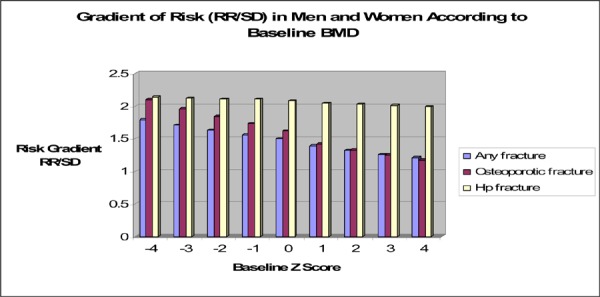 Gradient of Risk (RR/SD) in Men and Women According to
Baseline BMD
2.5
2
1.5
1
0.5
0
Risk Gradient
RR/SD
-4 -3 -2 -1 0 1 2 3 4
Baseline Z Score
Any fracture
Osteoporotic fracture
Hp fracture